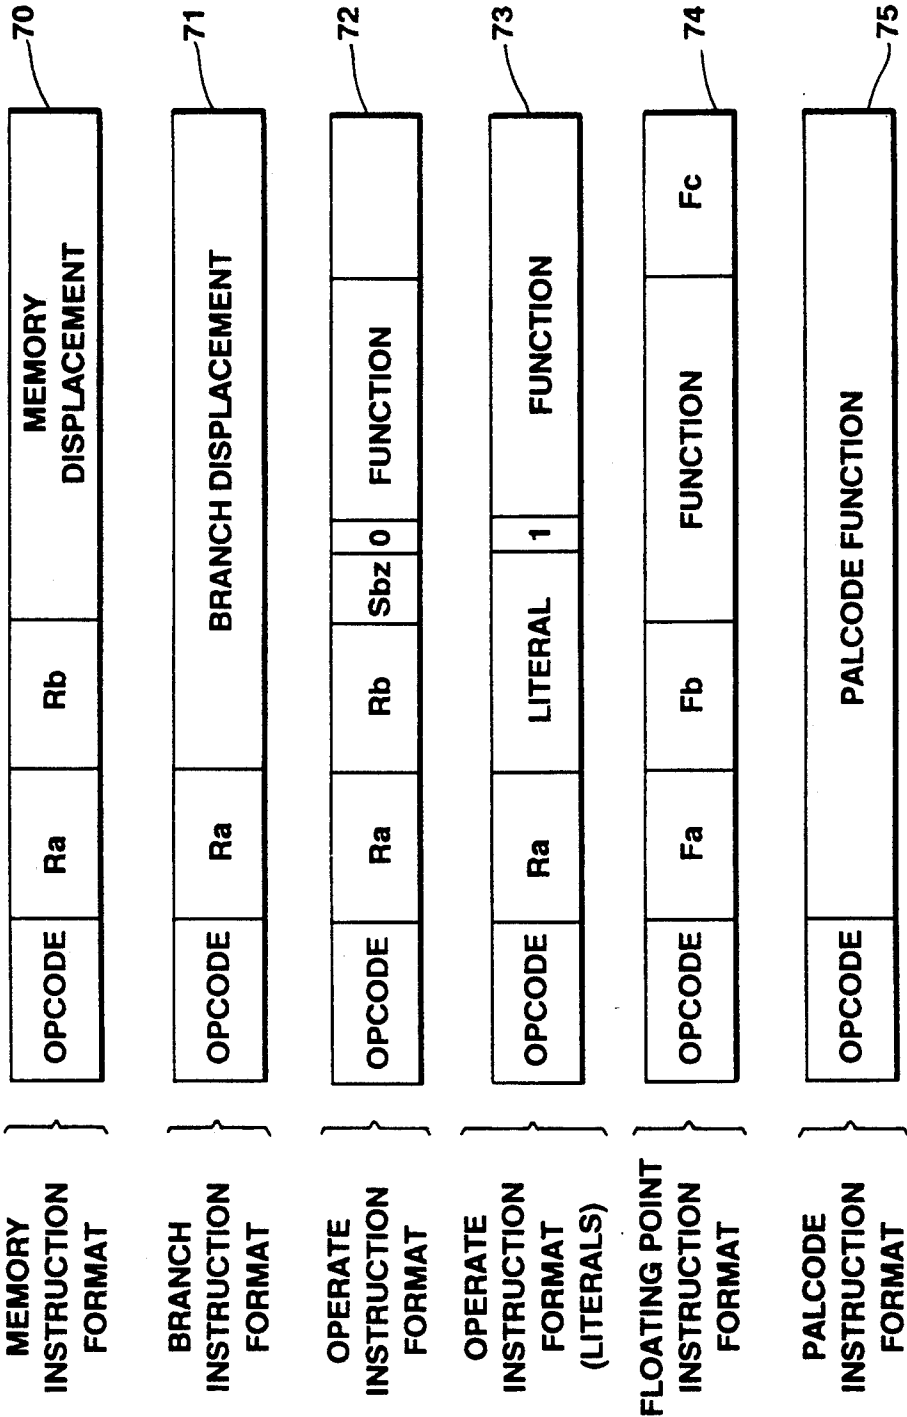 MEMORY
INSTRUCTION
FORMAT
OPCODE
Ra
Rb
MEMORY
DISPLACEMENT
70
BRANCH
INSTRUCTION
FORMAT
OPCODE
Ra
BRANCH DISPLACEMENT
71
OPERATE
INSTRUCTION
FORMAT
OPCODE
Ra
Rb
Sbz
0
FUNCTION
72
OPERATE
INSTRUCTION
FORMAT
(LITERALS)
OPCODE
Ra
LITERAL
1
FUNCTION
73
FLOATING POINT
INSTRUCTION
FORMAT
OPCODE
Fa
Fb
FUNCTION
Fc
74
PALCODE
INSTRUCTION
FORMAT
OPCODE
PALCODE FUNCTION
75